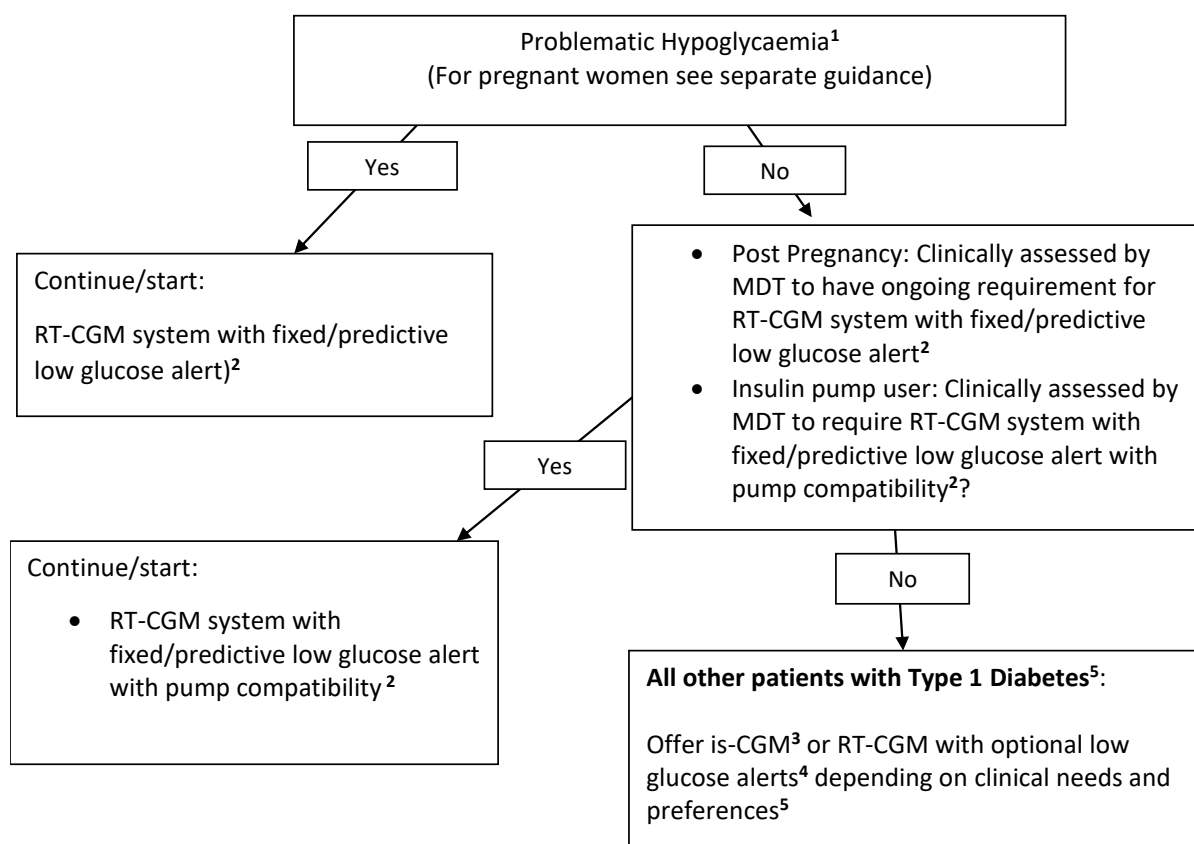 Problematic Hypoglycaemia¹
(For pregnant women see separate guidance)
Yes
No
Continue/start:
RT-CGM system with fixed/predictive
low glucose alert)²
• Post Pregnancy: Clinically assessed by
MDT to have ongoing requirement for
RT-CGM system with fixed/predictive
low glucose alert²
• Insulin pump user: Clinically assessed by
MDT to require RT-CGM system with
fixed/predictive low glucose alert with
pump compatibility²?
Yes
Continue/start:
• RT-CGM system with
fixed/predictive low glucose alert
with pump compatibility ²
No
All other patients with Type 1 Diabetes⁵:
Offer is-CGM³ or RT-CGM with optional low
glucose alerts⁴ depending on clinical needs and
preferences⁵